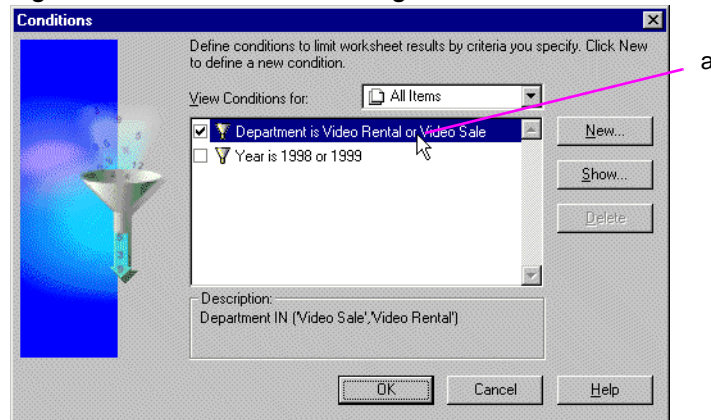 Conditions
Define conditions to limit worksheet results by criteria you specify. Click New
to define a new condition.
View Conditions for:
All Items
Department is Video Rental or Video Sale
New...
Year is 1998 or 1999
Show...
Delete
Description:
Department IN ('Video Sale','Video Rental')
OK
Cancel
Help
a